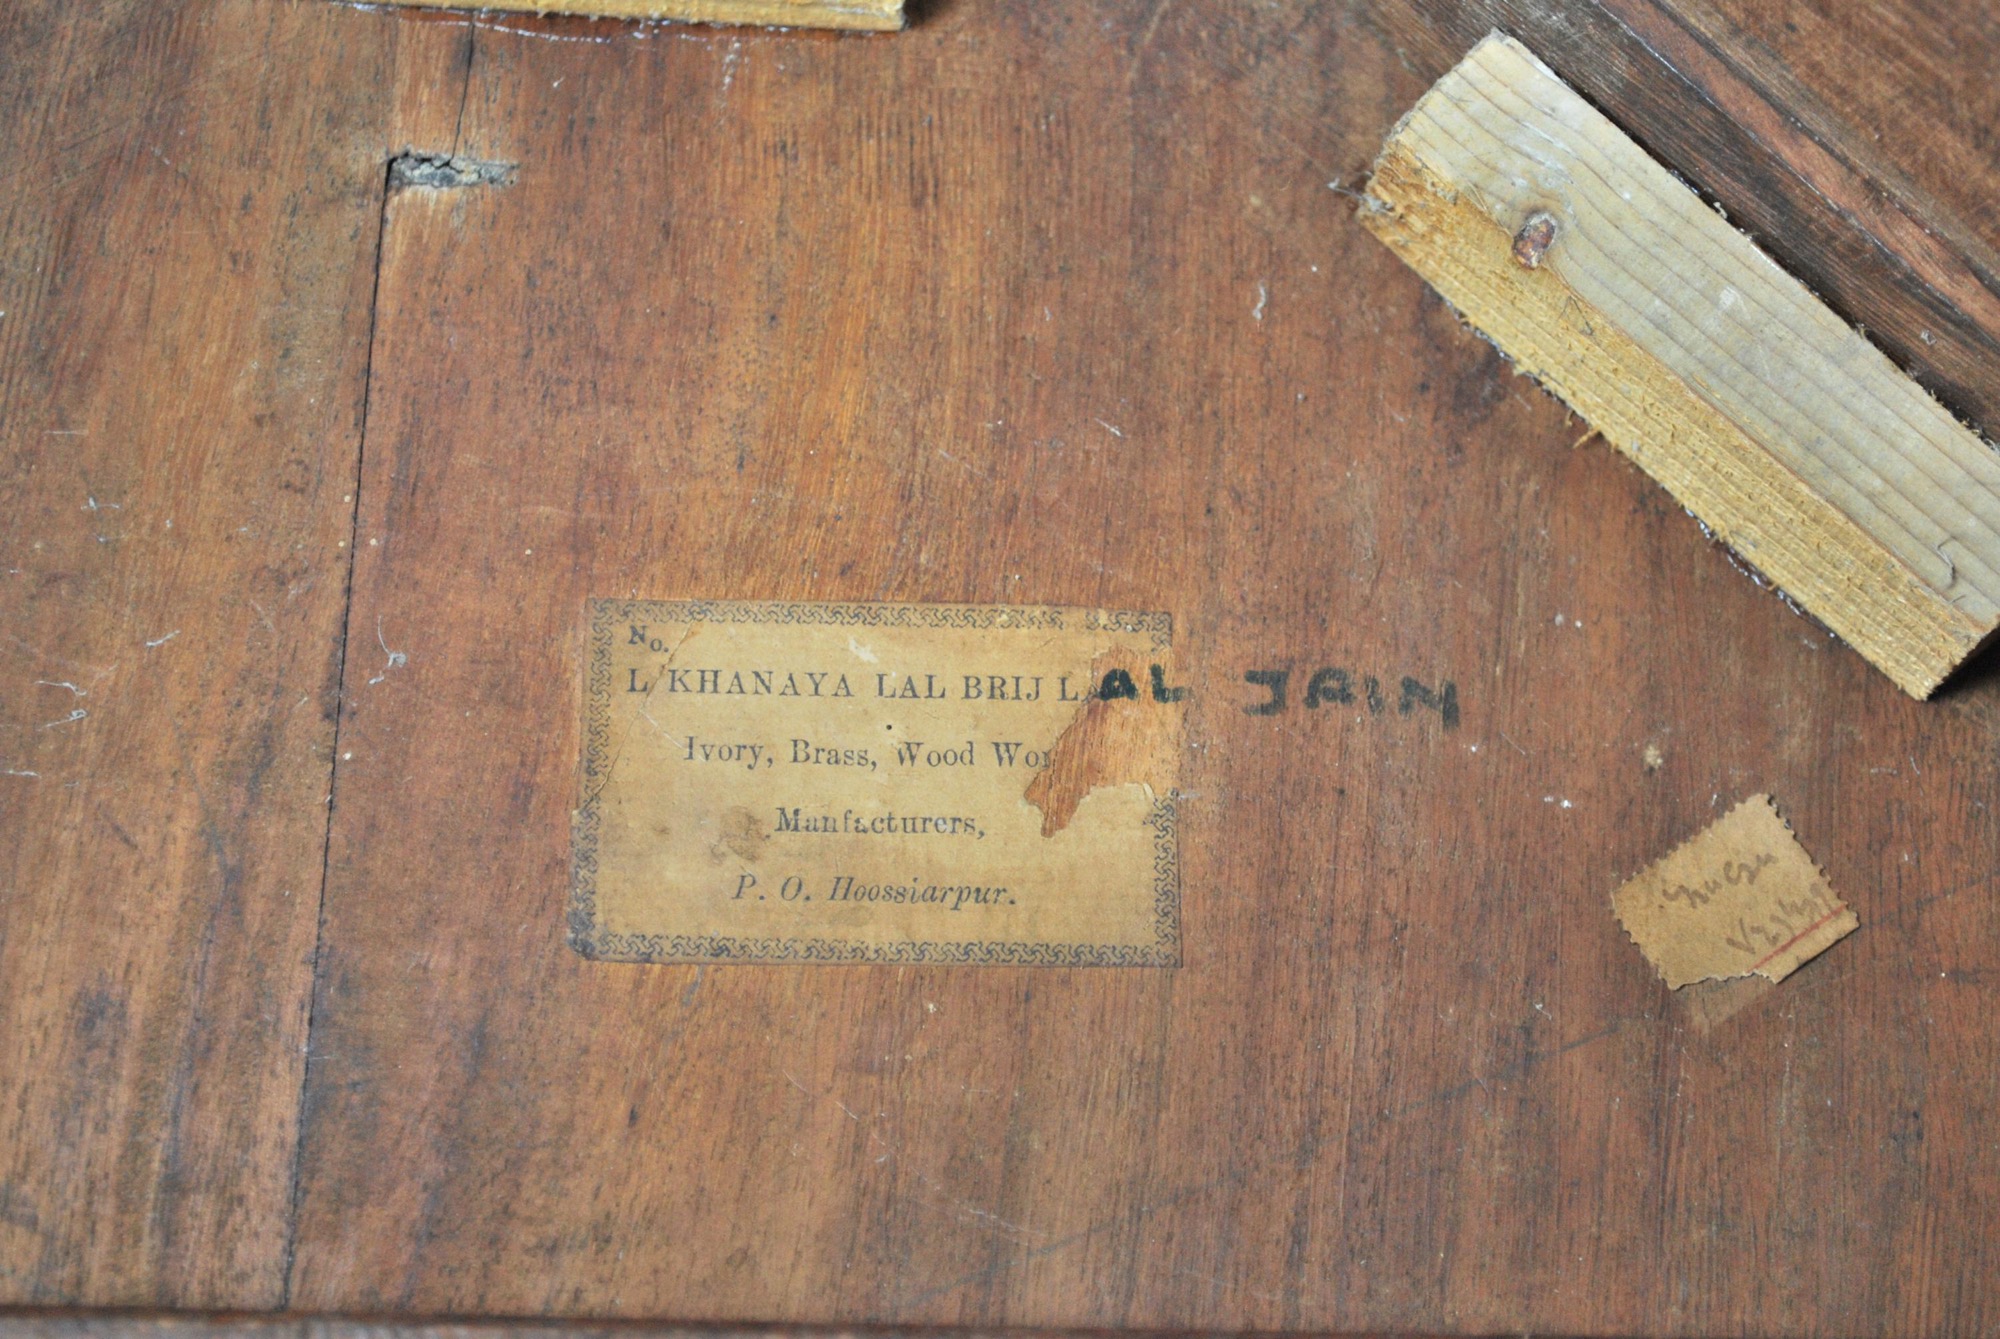 No.
L KHANAYA LAL BRIJ LAL JAIN
Ivory, Brass, Wood Wor
Manfacturers,
P. O. Hoossiarpur.